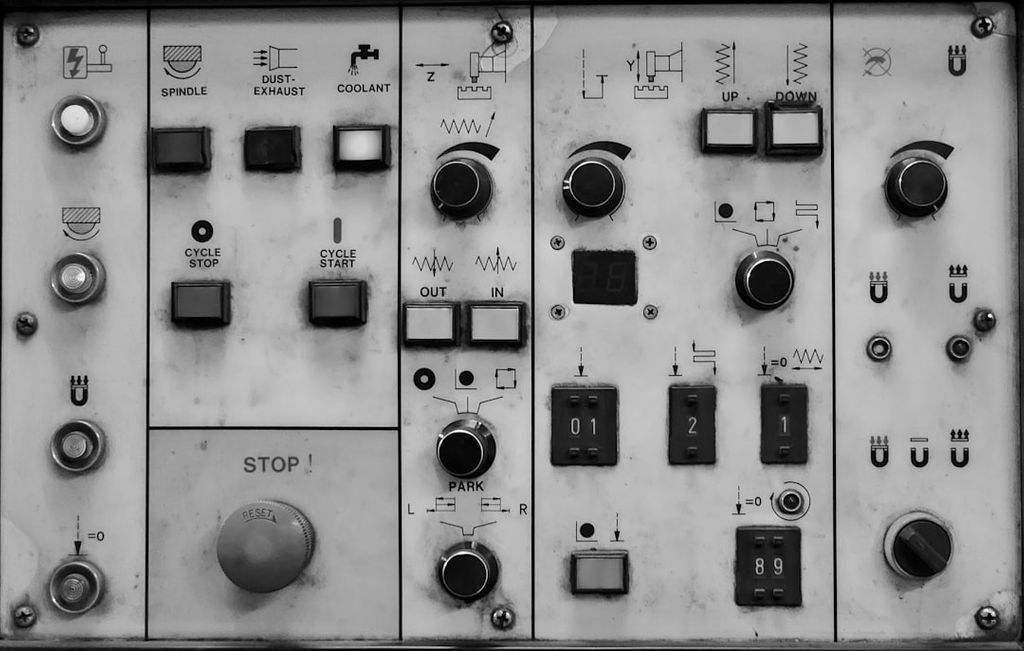 SPINDLE
DUST-
EXHAUST
COOLANT
Z
Y
UP
DOWN
CYCLE
STOP
CYCLE
START
OUT
IN
=0
01
2
1
STOP!
RESET
PARK
L
R
=0
=0
89